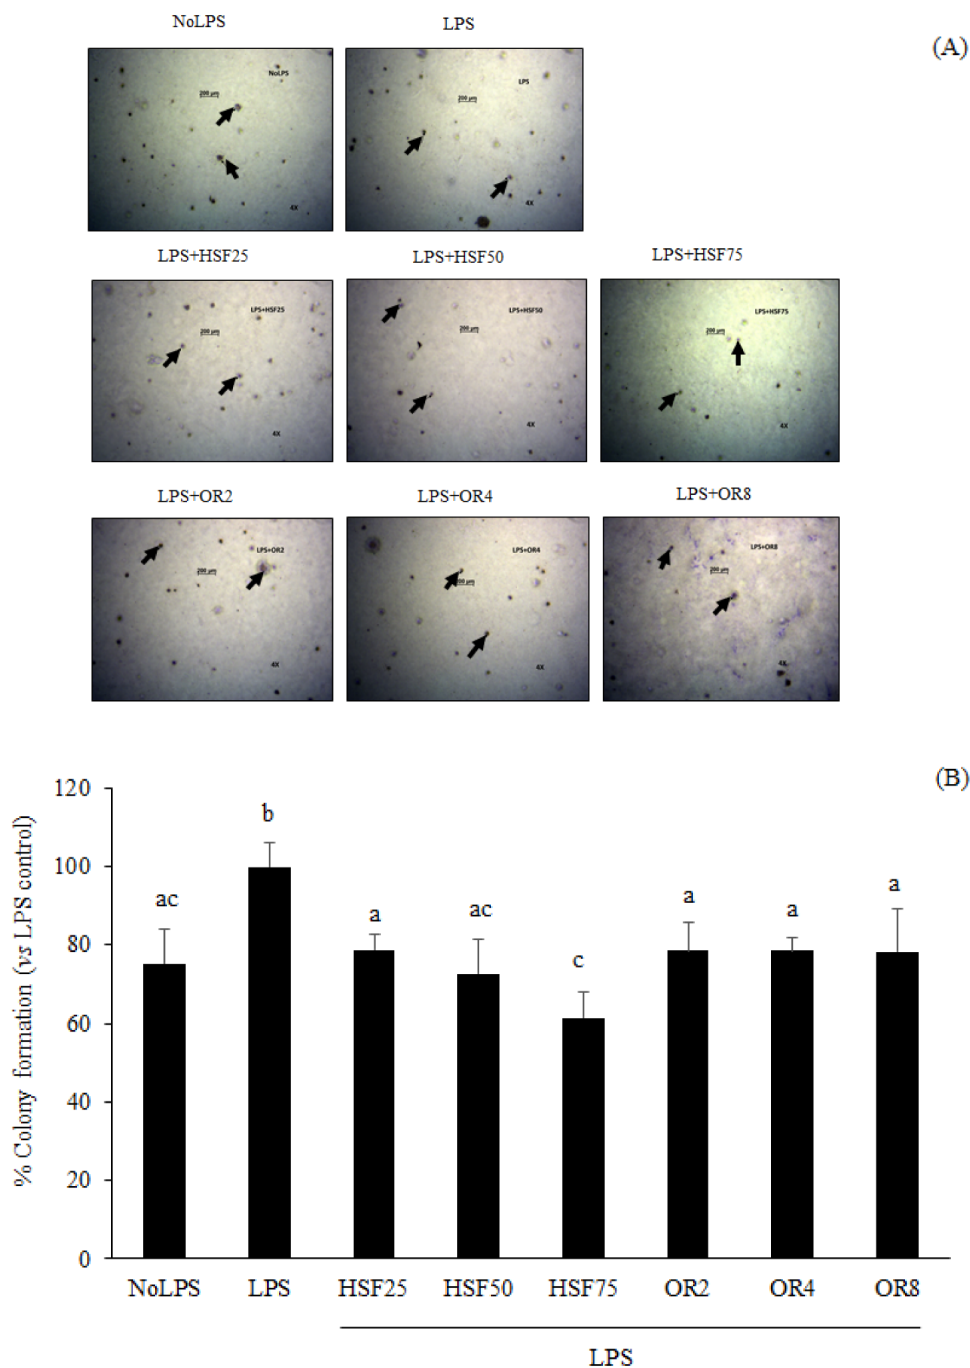 NoLPS
LPS
(A)
NoLPS
200 µm
4X
LPS
200 µm
4X
LPS+HSF25
LPS+HSF50
LPS+HSF75
LPS+HSF25
200 µm
4X
LPS+HSF50
200 µm
4X
LPS+HSF75
200 µm
4X
LPS+OR2
LPS+OR4
LPS+OR8
LPS+OR2
200 µm
4X
LPS+OR4
200 µm
4X
LPS+OR8
200 µm
4X
(B)
% Colony formation (vs LPS control)
120
100
80
60
40
20
0
ac
b
a
ac
c
a
a
a
NoLPS
LPS
HSF25
HSF50
HSF75
OR2
OR4
OR8
LPS